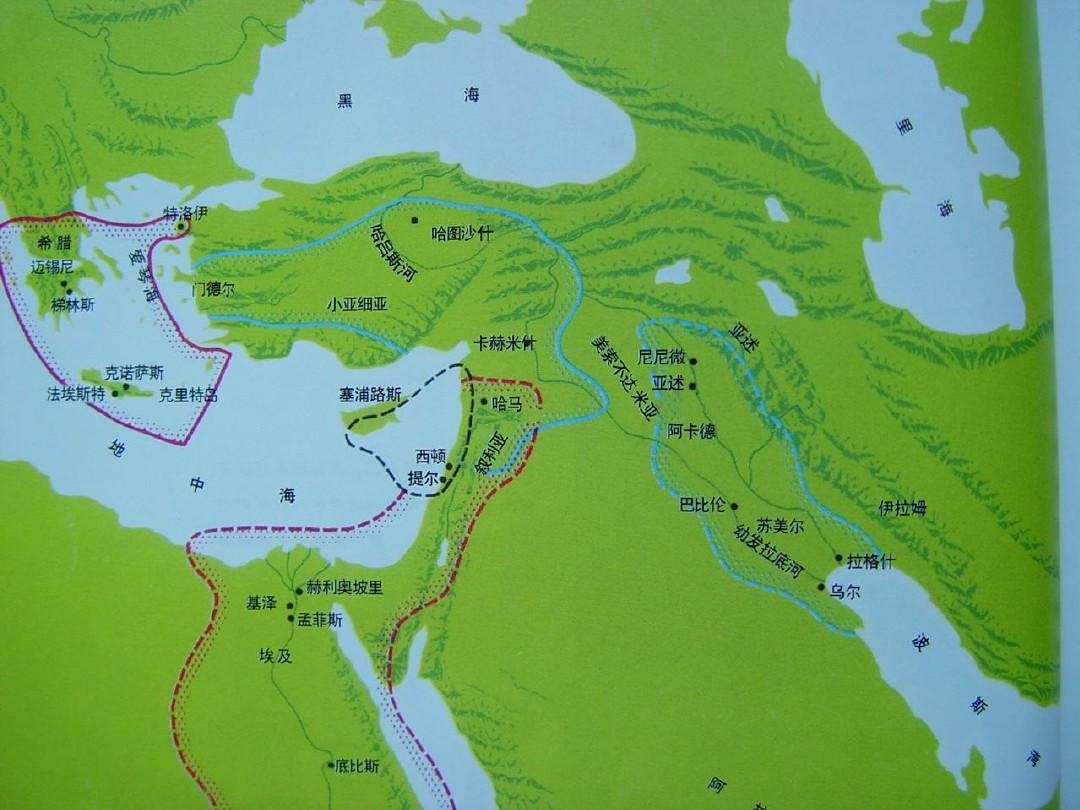 黑海
里海
特洛伊
希腊
迈锡尼
梯林斯
爱琴海
门德尔
哈吕斯河
哈图沙什
小亚细亚
卡赫米什
美索不达米亚
尼尼微
亚述
亚述
阿卡德
克诺萨斯
法埃斯特
克里特岛
塞浦路斯
哈马
叙利亚
西顿
提尔
地中海
巴比伦
苏美尔
幼发拉底河
伊拉姆
拉格什
乌尔
赫利奥坡里
基泽
孟菲斯
埃及
底比斯
波斯湾
阿